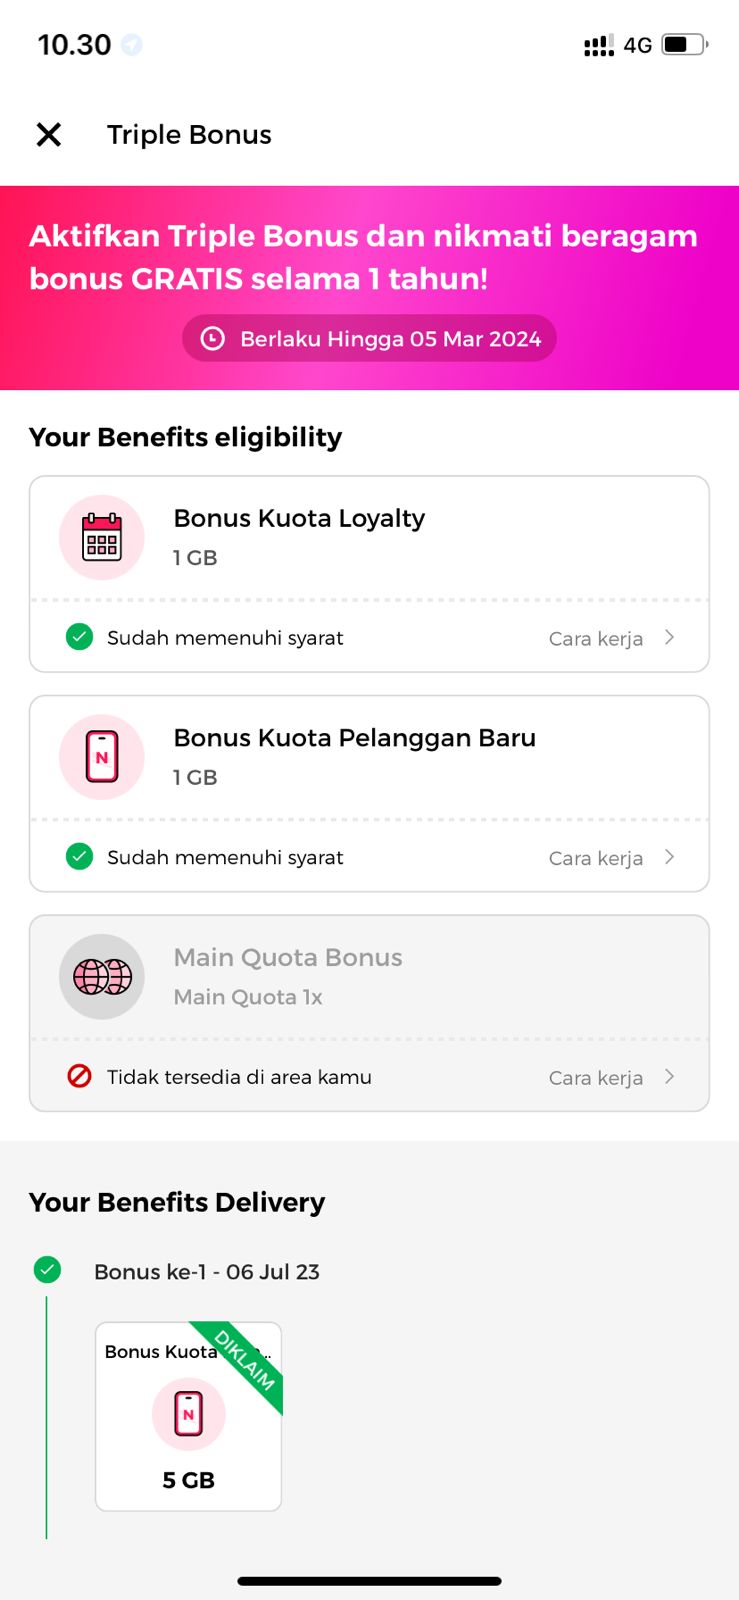 10.30
4G
Triple Bonus
Aktifkan Triple Bonus dan nikmati beragam
bonus GRATIS selama 1 tahun!
Berlaku Hingga 05 Mar 2024
Your Benefits eligibility
Bonus Kuota Loyalty
1 GB
Sudah memenuhi syarat
Cara kerja
Bonus Kuota Pelanggan Baru
N
1 GB
Sudah memenuhi syarat
Cara kerja
Main Quota Bonus
Main Quota 1x
Tidak tersedia di area kamu
Cara kerja
Your Benefits Delivery
Bonus ke-1 - 06 Jul 23
Bonus Kuota
DIKLAIM
N
5 GB